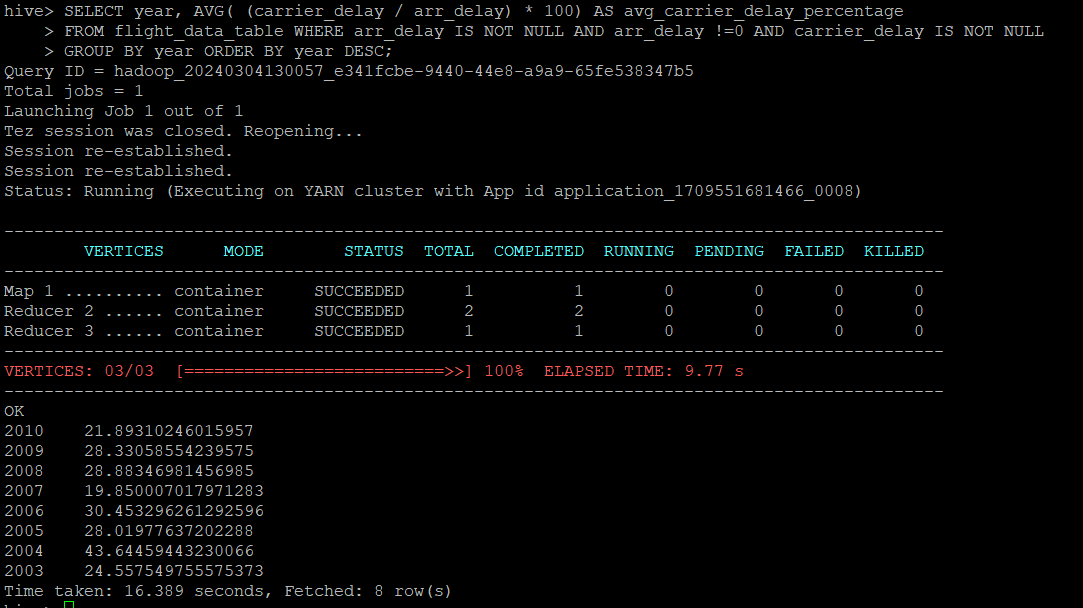 hive> SELECT year, AVG( (carrier_delay / arr_delay) * 100) AS avg_carrier_delay_percentage
    > FROM flight_data_table WHERE arr_delay IS NOT NULL AND arr_delay !=0 AND carrier_delay IS NOT NULL
    > GROUP BY year ORDER BY year DESC;
Query ID = hadoop_20240304130057_e341fcbe-9440-44e8-a9a9-65fe538347b5
Total jobs = 1
Launching Job 1 out of 1
Tez session was closed. Reopening...
Session re-established.
Session re-established.
Status: Running (Executing on YARN cluster with App id application_1709551681466_0008)
----------------------------------------------------------------------------------------------
        VERTICES      MODE        STATUS  TOTAL  COMPLETED  RUNNING  PENDING  FAILED  KILLED
----------------------------------------------------------------------------------------------
Map 1 .......... container     SUCCEEDED      1          1        0        0       0       0
Reducer 2 ...... container     SUCCEEDED      2          2        0        0       0       0
Reducer 3 ...... container     SUCCEEDED      1          1        0        0       0       0
----------------------------------------------------------------------------------------------
VERTICES: 03/03  [==========================>>] 100%  ELAPSED TIME: 9.77 s
----------------------------------------------------------------------------------------------
OK
2010    21.89310246015957
2009    28.33058554239575
2008    28.88346981456985
2007    19.850007017971283
2006    30.453296261292596
2005    28.01977637202288
2004    43.64459443230066
2003    24.557549755575373
Time taken: 16.389 seconds, Fetched: 8 row(s)